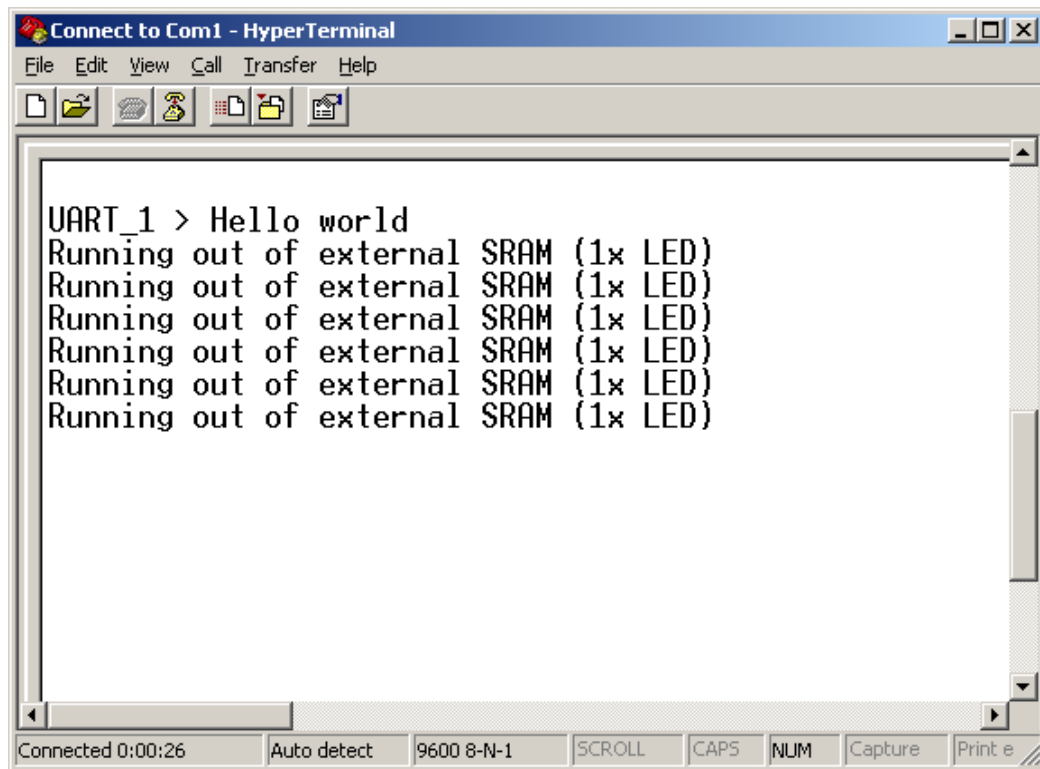 Connect to Com1 - HyperTerminal
File Edit View Call Transfer Help
UART_1 > Hello world
Running out of external SRAM (1x LED)
Running out of external SRAM (1x LED)
Running out of external SRAM (1x LED)
Running out of external SRAM (1x LED)
Running out of external SRAM (1x LED)
Running out of external SRAM (1x LED)
Connected 0:00:26 Auto detect 9600 8-N-1 SCROLL CAPS NUM Capture Print e